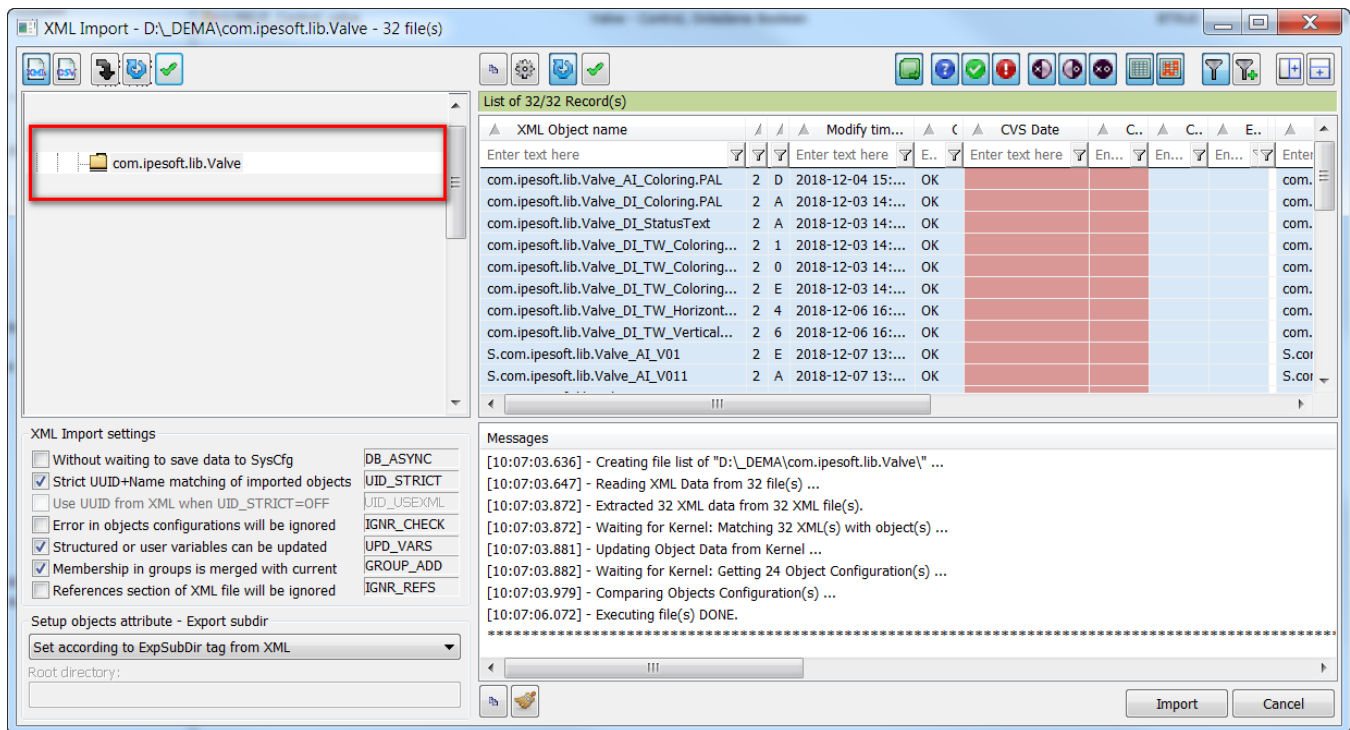 XML Import - D:\_DEMA\com.ipesoft.lib.Valve - 32 file(s)
XML CSV
com.ipesoft.lib.Valve
List of 32/32 Record(s)
XML Object name Modify tim... C CVS Date C.. C.. E..
Enter text here Enter text here E.. Enter text here En... En... En... Enter
com.ipesoft.lib.Valve_AI_Coloring.PAL 2 D 2018-12-04 15:... OK com.
com.ipesoft.lib.Valve_DI_Coloring.PAL 2 A 2018-12-03 14:... OK com.
com.ipesoft.lib.Valve_DI_StatusText 2 A 2018-12-03 14:... OK com.
com.ipesoft.lib.Valve_DI_TW_Coloring... 2 1 2018-12-03 14:... OK com.
com.ipesoft.lib.Valve_DI_TW_Coloring... 2 0 2018-12-03 14:... OK com.
com.ipesoft.lib.Valve_DI_TW_Coloring... 2 E 2018-12-03 14:... OK com.
com.ipesoft.lib.Valve_DI_TW_Horizont... 2 4 2018-12-06 16:... OK com.
com.ipesoft.lib.Valve_DI_TW_Vertical... 2 6 2018-12-06 16:... OK com.
S.com.ipesoft.lib.Valve_AI_V01 2 E 2018-12-07 13:... OK S.cor
S.com.ipesoft.lib.Valve_AI_V011 2 A 2018-12-07 13:... OK S.cor
XML Import settings
Without waiting to save data to SysCfg DB_ASYNC
Strict UUID+Name matching of imported objects UID_STRICT
Use UUID from XML when UID_STRICT=OFF UID_USEXML
Error in objects configurations will be ignored IGNR_CHECK
Structured or user variables can be updated UPD_VARS
Membership in groups is merged with current GROUP_ADD
References section of XML file will be ignored IGNR_REFS
Setup objects attribute - Export subdir
Set according to ExpSubDir tag from XML
Root directory:
Messages
[10:07:03.636] - Creating file list of "D:\_DEMA\com.ipesoft.lib.Valve\" ...
[10:07:03.647] - Reading XML Data from 32 file(s) ...
[10:07:03.872] - Extracted 32 XML data from 32 XML file(s).
[10:07:03.872] - Waiting for Kernel: Matching 32 XML(s) with object(s) ...
[10:07:03.881] - Updating Object Data from Kernel ...
[10:07:03.882] - Waiting for Kernel: Getting 24 Object Configuration(s) ...
[10:07:03.979] - Comparing Objects Configuration(s) ...
[10:07:06.072] - Executing file(s) DONE.
Import Cancel